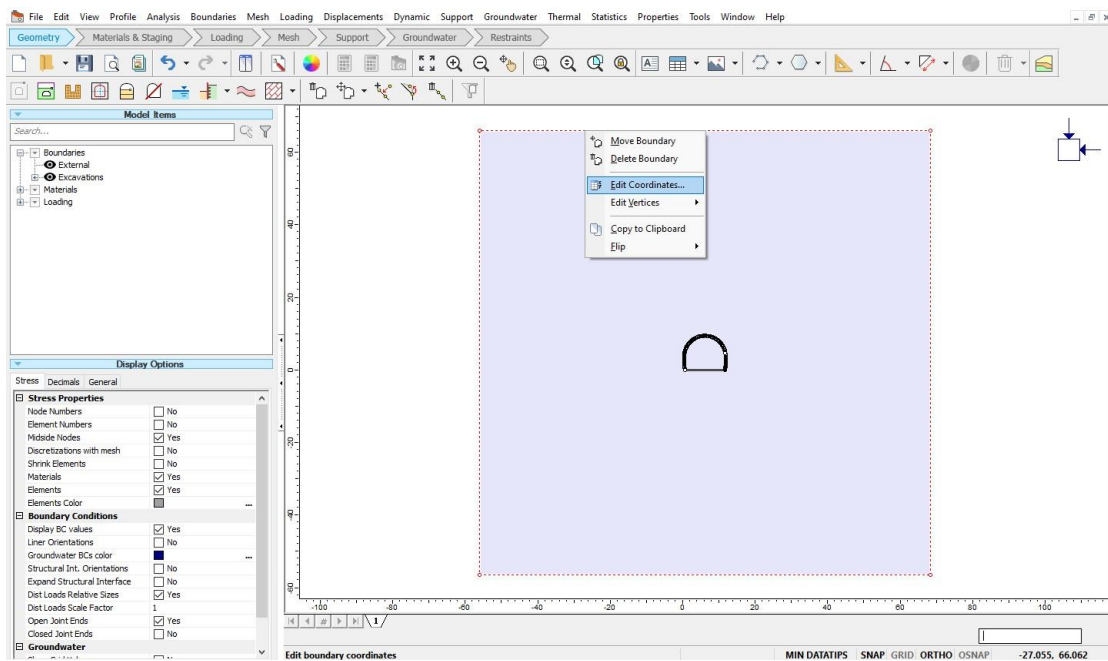 File Edit View Profile Analysis Boundaries Mesh Loading Displacements Dynamic Support Groundwater Thermal Statistics Properties Tools Window Help
Geometry Materials & Staging Loading Mesh Support Groundwater Restraints
Model Items
Search...
Boundaries
External
Excavations
Materials
Loading
Display Options
Stress Decimals General
Stress Properties
Node Numbers No
Element Numbers No
Midside Nodes Yes
Discretizations with mesh No
Shrink Elements No
Materials Yes
Elements Yes
Elements Color ...
Boundary Conditions
Display BC values Yes
Liner Orientations No
Groundwater BCs color ...
Structural Int. Orientations No
Expand Structural Interface No
Dist Loads Relative Sizes Yes
Dist Loads Scale Factor 1
Open Joint Ends Yes
Closed Joint Ends No
Groundwater
Move Boundary
Delete Boundary
Edit Coordinates...
Edit Vertices
Copy to Clipboard
Flip
60
40
20
0
-20
-40
-60
-100 -80 -60 -40 -20 0 20 40 60 80 100
1
Edit boundary coordinates MIN DATATIPS SNAP GRID ORTHO OSNAP -27.055, 66.062